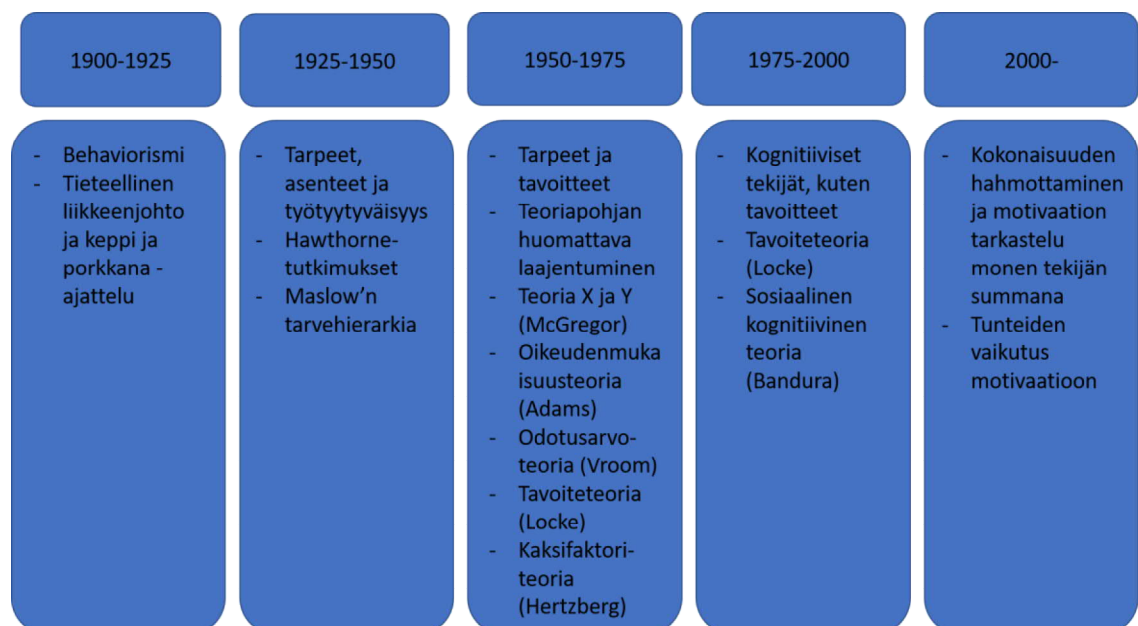 1900-1925
- Behaviorismi
- Tieteellinen
liikkeenjohto
ja keppi ja
porkkana -
ajattelu
1925-1950
- Tarpeet,
asenteet ja
työtyytyväisyys
- Hawthorne-
tutkimukset
- Maslow’n
tarvehierarkia
1950-1975
- Tarpeet ja
tavoitteet
- Teoriapohjan
huomattava
laajentuminen
- Teoria X ja Y
(McGregor)
- Oikeudenmuka
isuusteoria
(Adams)
- Odotusarvo-
teoria (Vroom)
- Tavoiteteoria
(Locke)
- Kaksifaktori-
teoria
(Hertzberg)
1975-2000
- Kognitiiviset
tekijät, kuten
tavoitteet
- Tavoiteteoria
(Locke)
- Sosiaalinen
kognitiivinen
teoria
(Bandura)
2000-
- Kokonaisuuden
hahmottaminen
ja motivaation
tarkastelu
monen tekijän
summana
- Tunteiden
vaikutus
motivaatioon